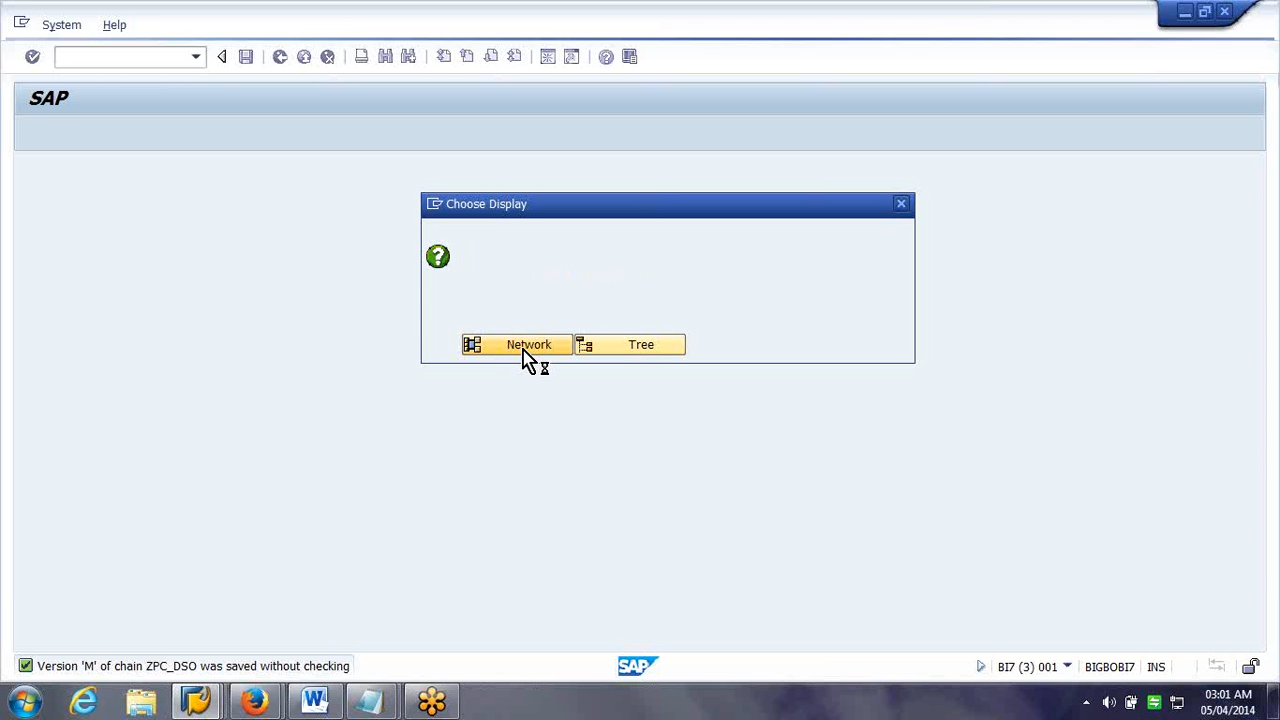 System Help
SAP
Choose Display
Network Tree
Version 'M' of chain ZPC_DSO was saved without checking
SAP
BI7 (3) 001 BIGBOBI7 INS
03:01 AM
05/04/2014